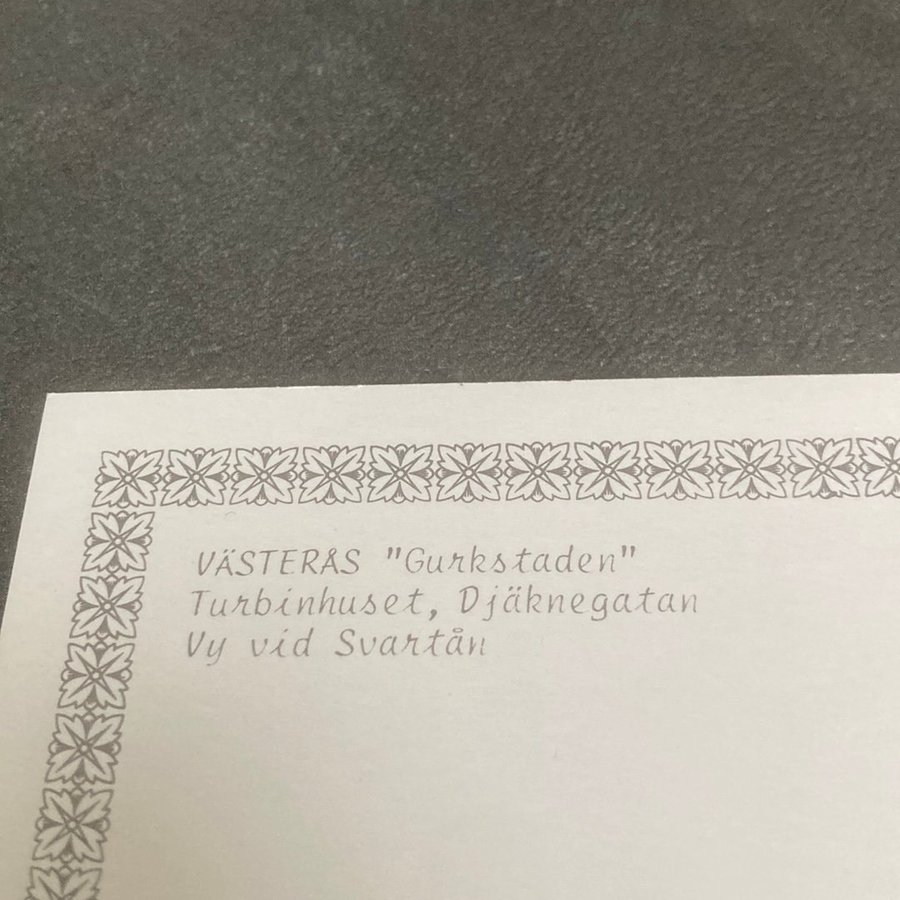 VÄSTERÅS "Gurkstaden"
Turbinhuset, Djäknegatan
Vy vid Svartån